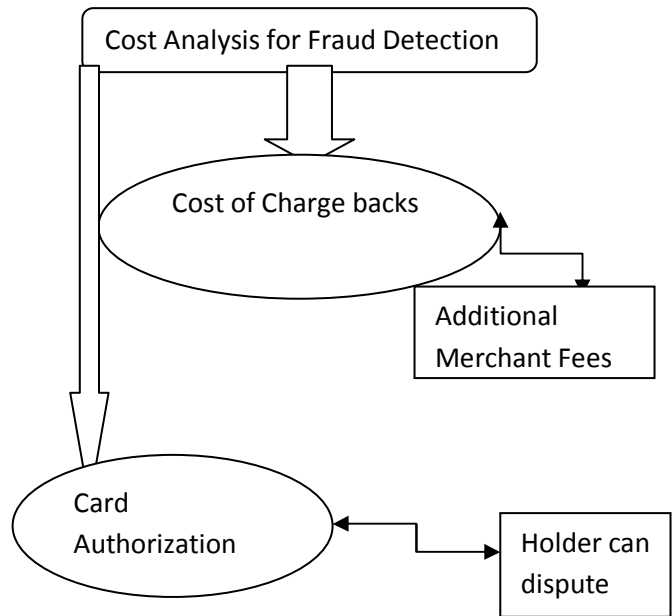 Cost Analysis for Fraud Detection
Cost of Charge backs
Additional
Merchant Fees
Card
Authorization
Holder can
dispute